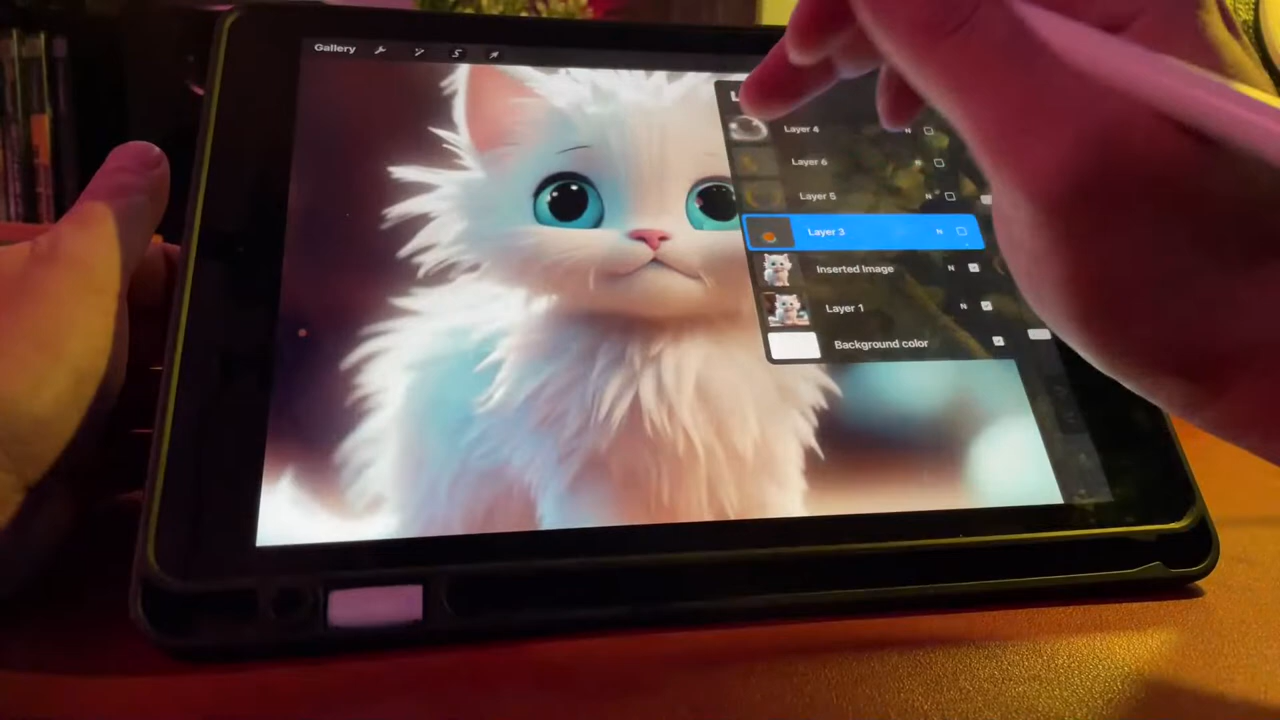 Gallery
L
Layer 4
N
Layer 6
N
Layer 5
N
Layer 3
N
Inserted Image
N
Layer 1
N
Background color